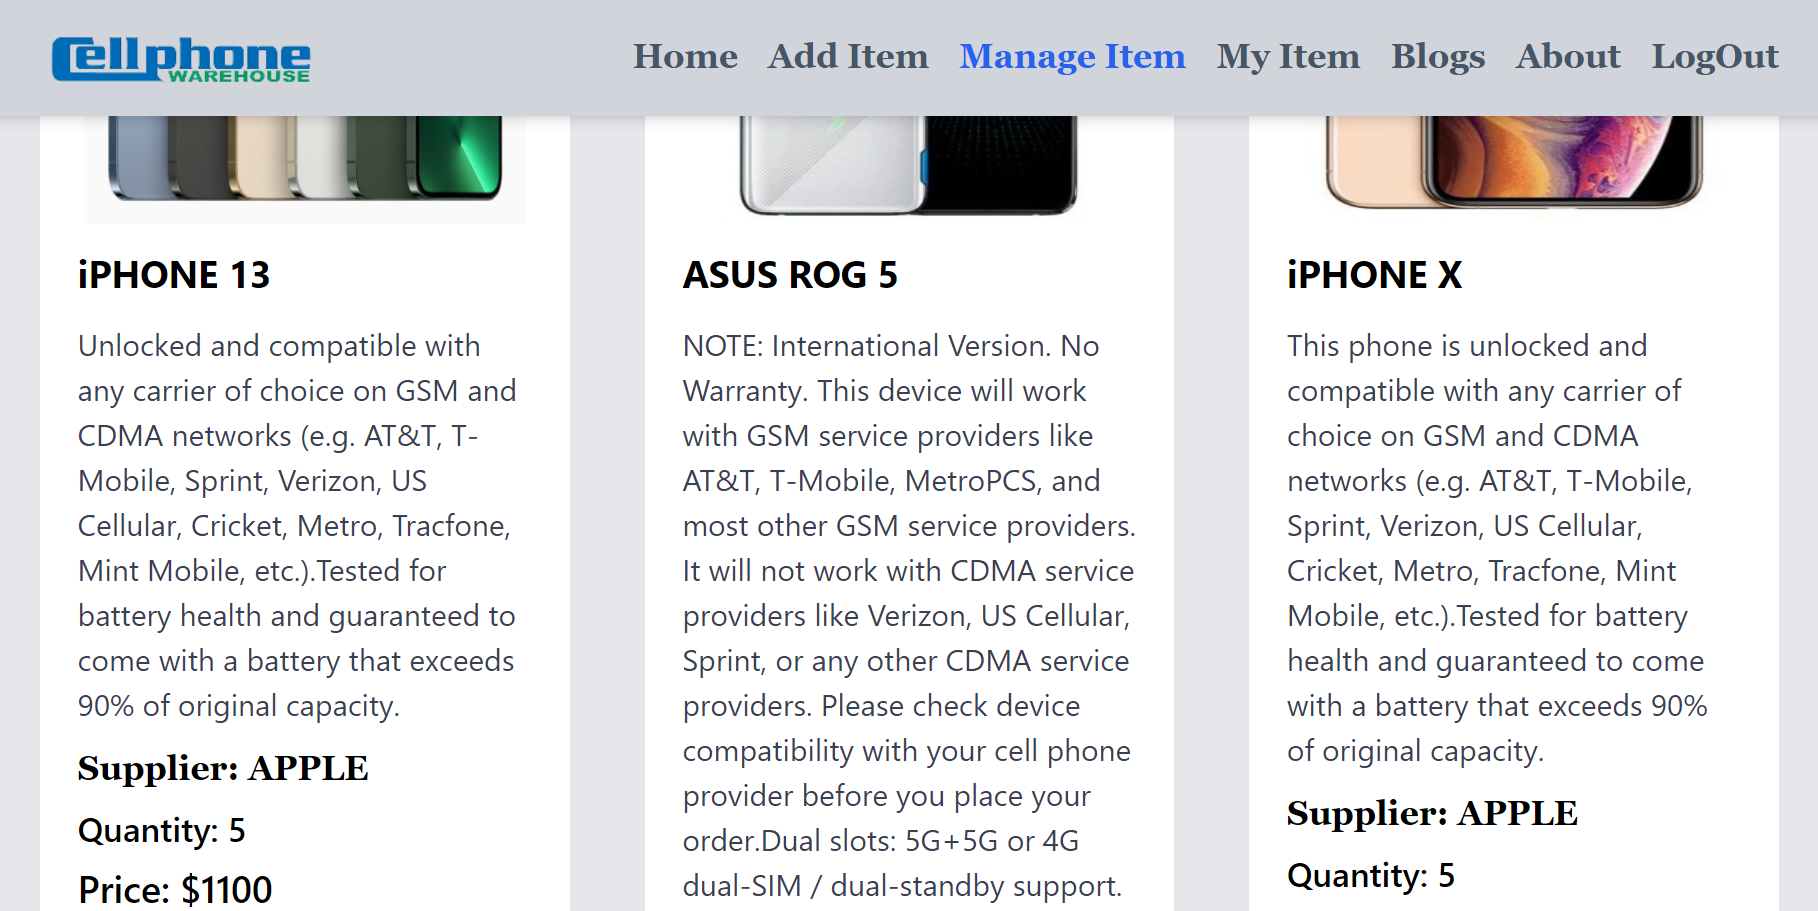 Cellphone
WAREHOUSE
Home Add Item Manage Item My Item Blogs About LogOut
iPHONE 13
Unlocked and compatible with
any carrier of choice on GSM and
CDMA networks (e.g. AT&T, T-
Mobile, Sprint, Verizon, US
Cellular, Cricket, Metro, Tracfone,
Mint Mobile, etc.).Tested for
battery health and guaranteed to
come with a battery that exceeds
90% of original capacity.
Supplier: APPLE
Quantity: 5
Price: $1100
ASUS ROG 5
NOTE: International Version. No
Warranty. This device will work
with GSM service providers like
AT&T, T-Mobile, MetroPCS, and
most other GSM service providers.
It will not work with CDMA service
providers like Verizon, US Cellular,
Sprint, or any other CDMA service
providers. Please check device
compatibility with your cell phone
provider before you place your
order.Dual slots: 5G+5G or 4G
dual-SIM / dual-standby support.
iPHONE X
This phone is unlocked and
compatible with any carrier of
choice on GSM and CDMA
networks (e.g. AT&T, T-Mobile,
Sprint, Verizon, US Cellular,
Cricket, Metro, Tracfone, Mint
Mobile, etc.).Tested for battery
health and guaranteed to come
with a battery that exceeds 90%
of original capacity.
Supplier: APPLE
Quantity: 5